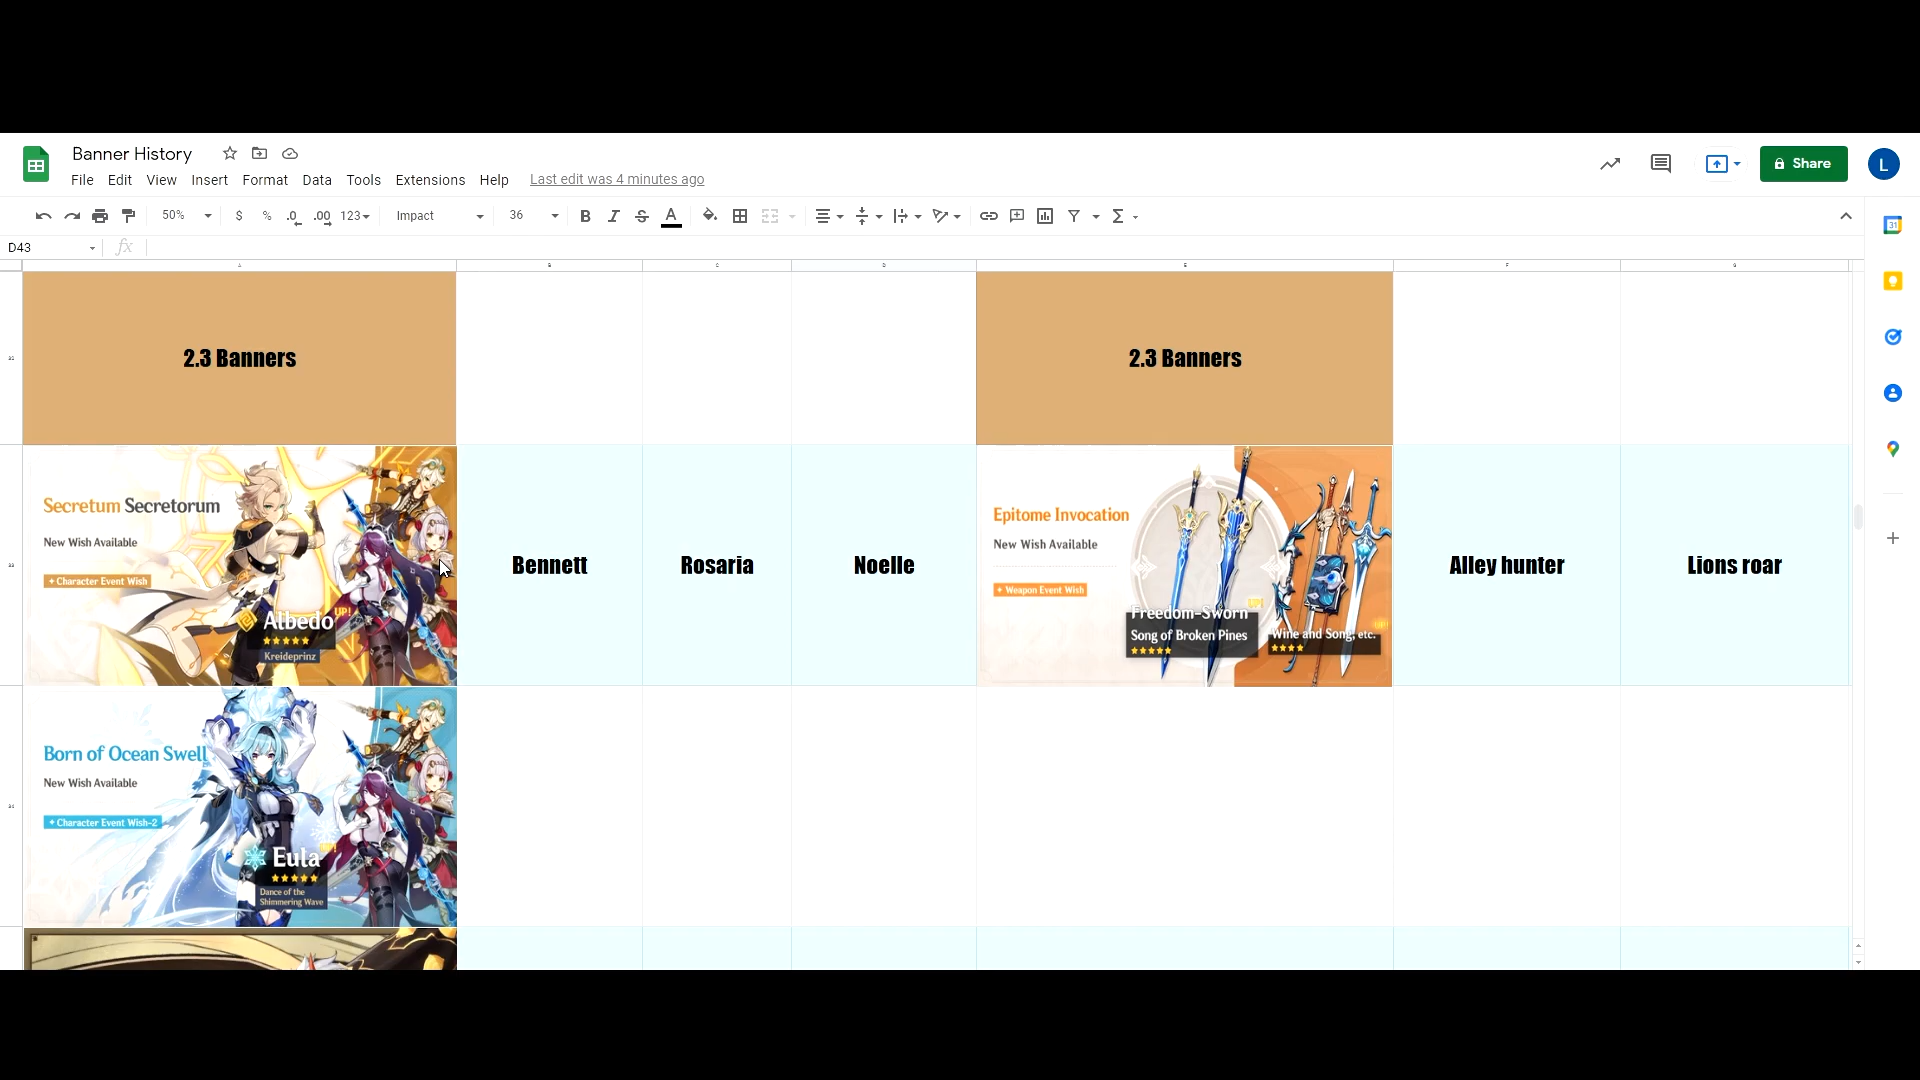 Banner History
File Edit View Insert Format Data Tools Extensions Help Last edit was 4 minutes ago
Share
L
50% $ % .0 .00 123 Impact 36 B I S A
D43 fx
31
2.3 Banners
2.3 Banners
Secretum Secretorum
New Wish Available
Character Event Wish
Albedo UP!
Kreideprinz
Bennett
Rosaria
Noelle
Epitome Invocation
New Wish Available
Weapon Event Wish
Freedom-Sworn UP!
Song of Broken Pines
Wine and Song, etc.
Alley hunter
Lions roar
Born of Ocean Swell
New Wish Available
Character Event Wish-2
Eula UP!
Dance of the
Shimmering Wave